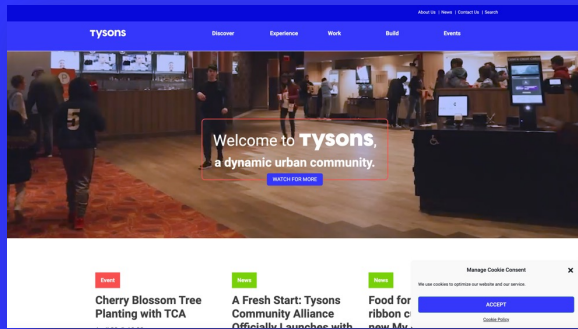 About Us | News | Contact Us | Search
Tysons
Discover Experience Work Build Events
Welcome to Tysons,
a dynamic urban community.
WATCH FOR MORE
Event
Cherry Blossom Tree
Planting with TCA
News
A Fresh Start: Tysons
Community Alliance
Officially Launches with
News
Food for
ribbon
new My
Manage Cookie Consent
We use cookies to optimize our website and our service.
ACCEPT
Cookie Policy